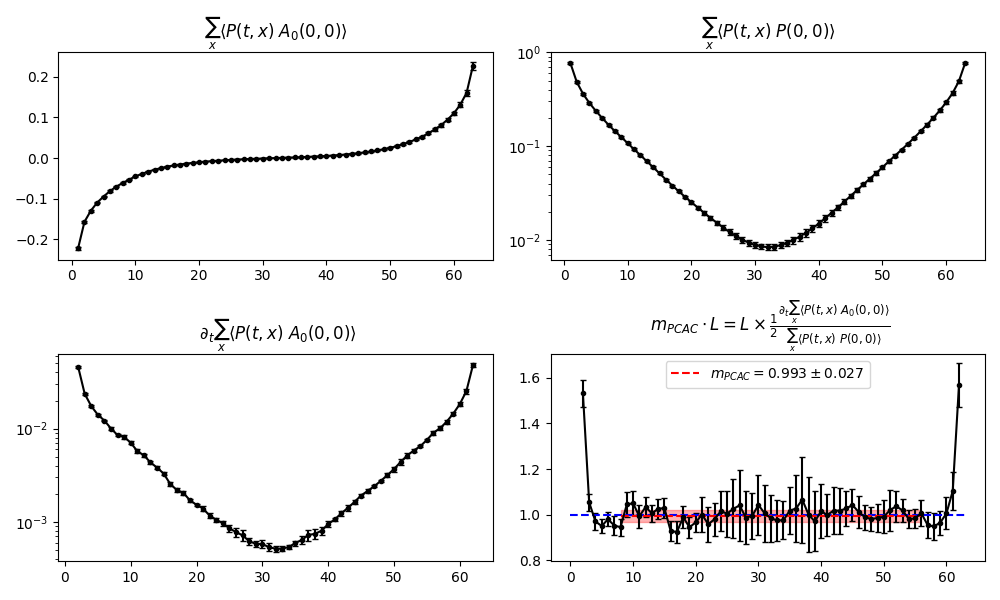 ∑ₓ⟨P(t, x) A₀(0, 0)⟩
0.2
0.1
0.0
−0.1
−0.2
0 10 20 30 40 50 60
∑ₓ⟨P(t, x) P(0, 0)⟩
10⁰
10⁻¹
10⁻²
0 10 20 30 40 50 60
∂ₜ∑ₓ⟨P(t, x) A₀(0, 0)⟩
10⁻²
10⁻³
0 10 20 30 40 50 60
m_PCAC · L = L × ½ ∂ₜ∑ₓ⟨P(t, x) A₀(0, 0)⟩ / ∑ₓ⟨P(t, x) P(0, 0)⟩
m_PCAC = 0.993 ± 0.027
1.6
1.4
1.2
1.0
0.8
0 10 20 30 40 50 60